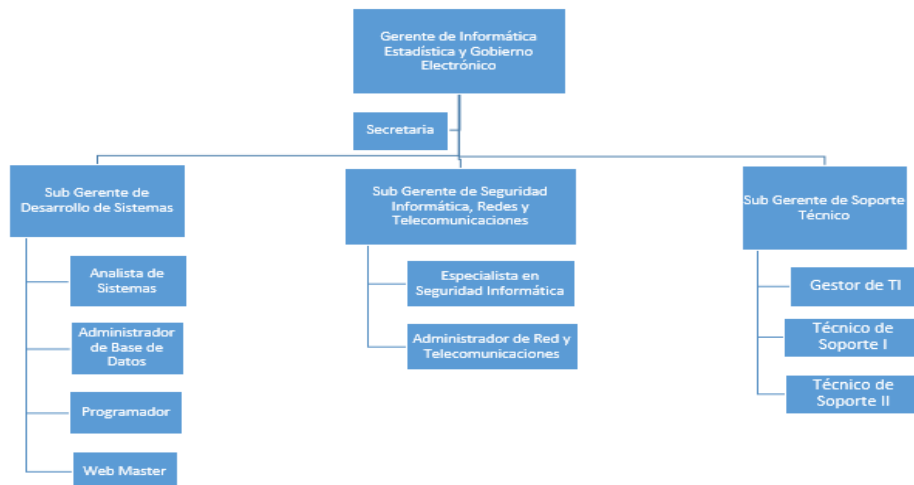 Gerente de Informática
Estadística y Gobierno
Electrónico
Secretaria
Sub Gerente de
Desarrollo de Sistemas
Analista de
Sistemas
Administrador
de Base de
Datos
Programador
Web Master
Sub Gerente de Seguridad
Informática, Redes y
Telecomunicaciones
Especialista en
Seguridad Informática
Administrador de Red y
Telecomunicaciones
Sub Gerente de Soporte
Técnico
Gestor de TI
Técnico de
Soporte I
Técnico de
Soporte II